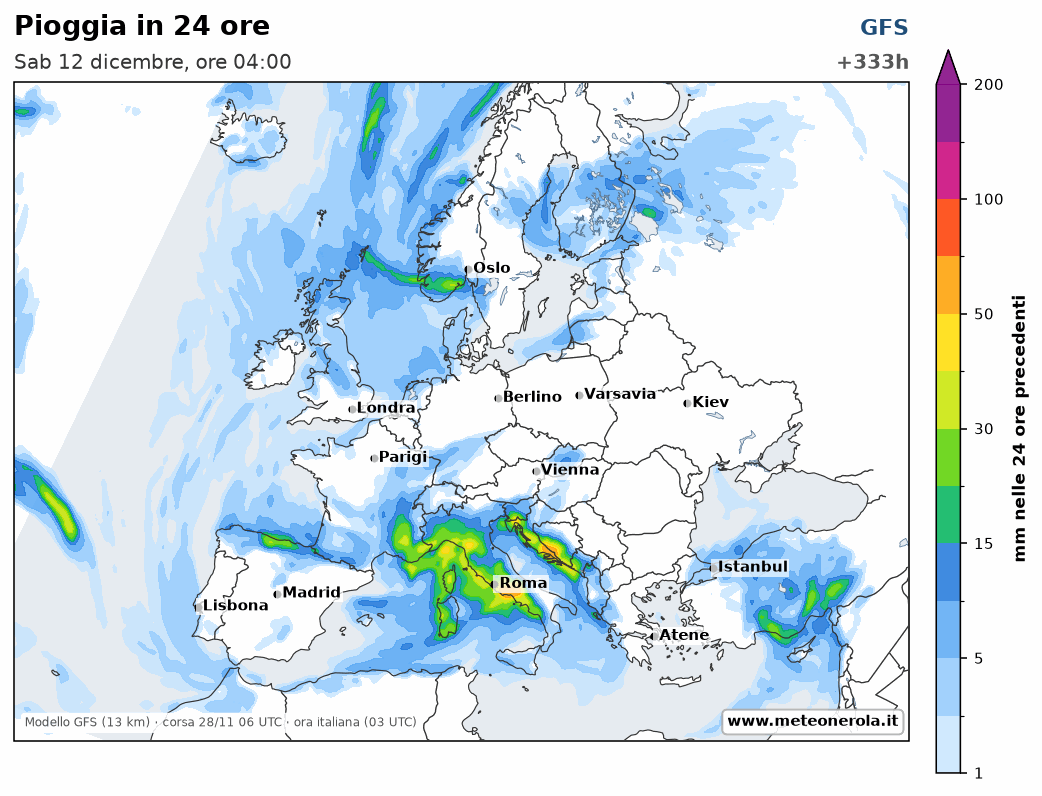 Pioggia in 24 ore
GFS
Sab 12 dicembre, ore 04:00
+333h
200
100
50
30
15
5
1
mm nelle 24 ore precedenti
Oslo
Berlino
Varsavia
Kiev
Londra
Parigi
Vienna
Istanbul
Roma
Madrid
Lisbona
Atene
Modello GFS (13 km) · corsa 28/11 06 UTC · ora italiana (03 UTC)
www.meteonerola.it